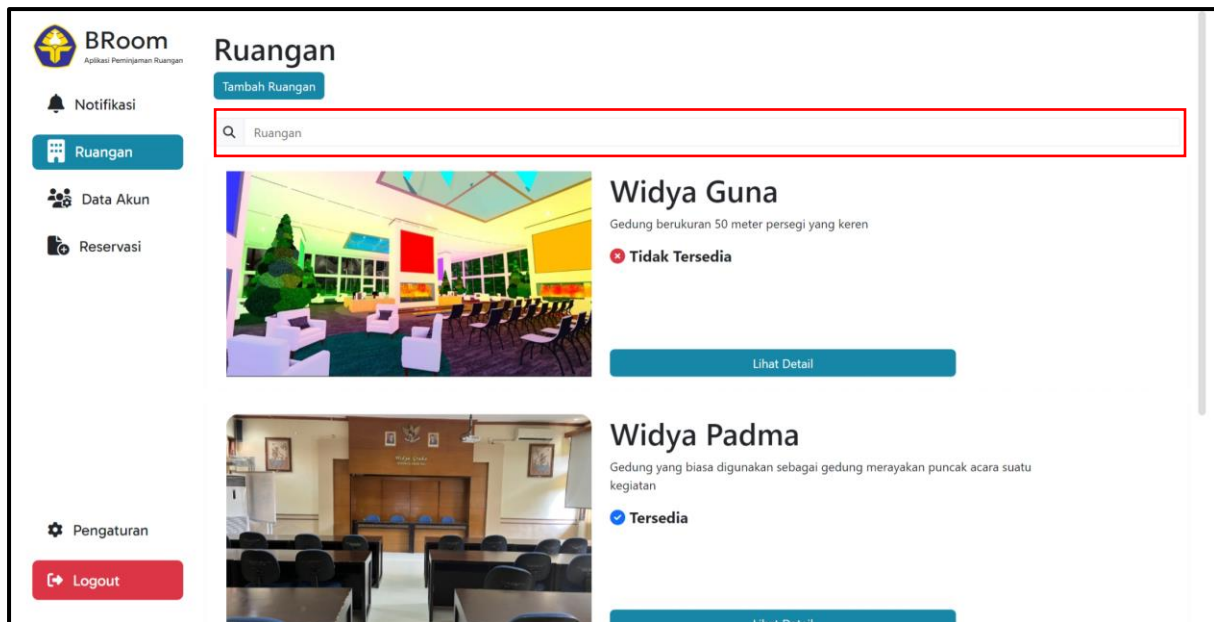 BRoom
Aplikasi Peminjaman Ruangan
Notifikasi
Ruangan
Data Akun
Reservasi
Pengaturan
Logout
Ruangan
Tambah Ruangan
Ruangan
Widya Guna
Gedung berukuran 50 meter persegi yang keren
Tidak Tersedia
Lihat Detail
Widya Padma
Gedung yang biasa digunakan sebagai gedung merayakan puncak acara suatu
kegiatan
Tersedia
Lihat Detail